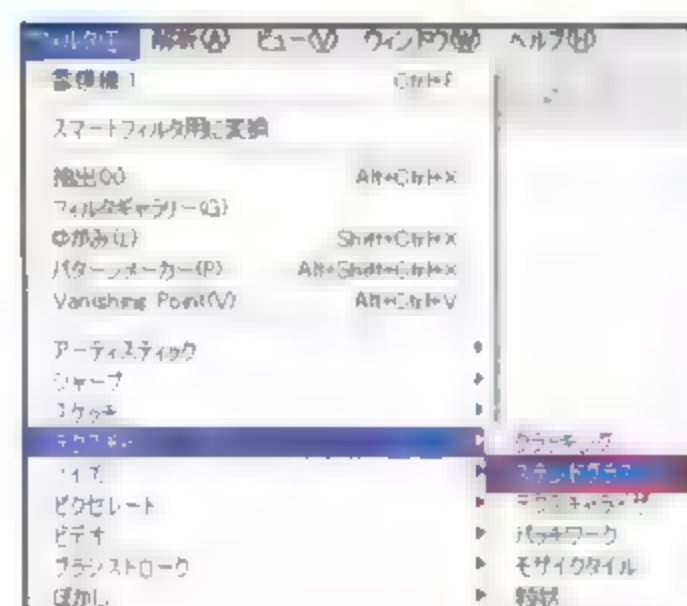 フィルタ(T) 解析(A) ビュー(V) ウィンドウ(W) ヘルプ(H)
Ctrl+F
スマートフィルタ用に変換
抽出(X) Alt+Ctrl+X
フィルタギャラリー(G)
ゆがみ(L) Shift+Ctrl+X
パターンメーカー(P) Alt+Shift+Ctrl+X
Vanishing Point(V) Alt+Ctrl+V
アーティスティック
シャープ
スケッチ
テクスチャ クラッキング
ノイズ ステンドグラス
ピクセレート テクスチャライザ
ビデオ パッチワーク
ブラシストローク モザイクタイル
ぼかし 粒状